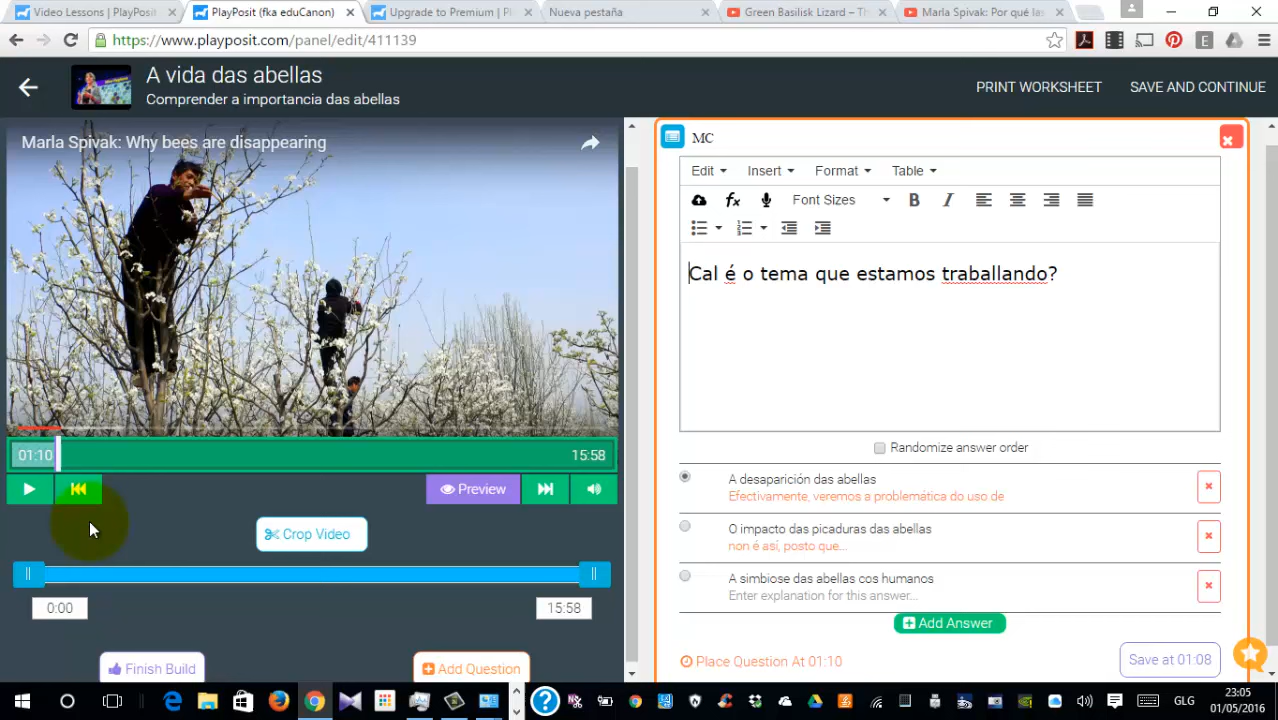 Video Lessons | PlayPosit
PlayPosit (fka eduCanon)
Upgrade to Premium | Pl
Nueva pestaña
Green Basilisk Lizard – Th
Marla Spivak: Por qué las
https://www.playposit.com/panel/edit/411139
A vida das abellas
Comprender a importancia das abellas
PRINT WORKSHEET
SAVE AND CONTINUE
Marla Spivak: Why bees are disappearing
MC
Edit
Insert
Format
Table
fx
Font Sizes
B
I
Cal é o tema que estamos traballando?
Randomize answer order
01:10
15:58
A desaparición das abellas
Efectivamente, veremos a problemática do uso de
Preview
O impacto das picaduras das abellas
non é asi, posto que...
Crop Video
A simbiose das abellas cos humanos
Enter explanation for this answer...
0:00
15:58
Add Answer
Finish Build
Add Question
Place Question At 01:10
Save at 01:08
GLG
23:05
01/05/2016